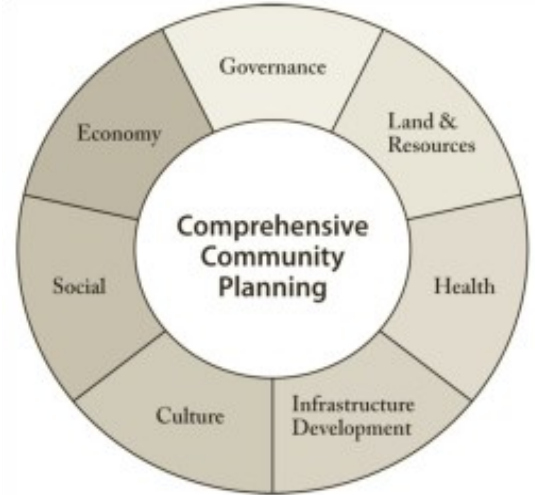 Governance
Land &
Resources
Health
Infrastructure
Development
Culture
Social
Economy
Comprehensive
Community
Planning